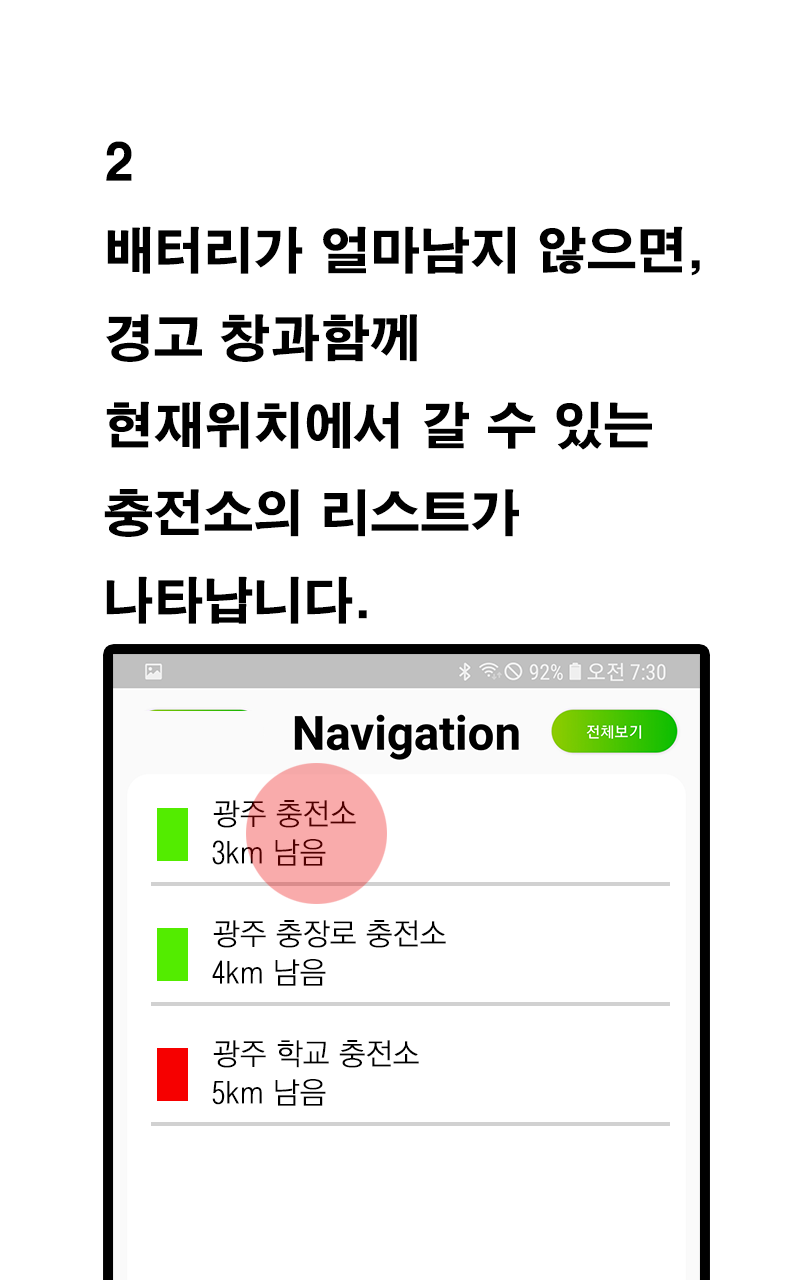 2
배터리가 얼마남지 않으면,
경고 창과함께
현재위치에서 갈 수 있는
충전소의 리스트가
나타납니다.
92% 오전 7:30
Navigation
전체보기
광주 충전소
3km 남음
광주 충장로 충전소
4km 남음
광주 학교 충전소
5km 남음